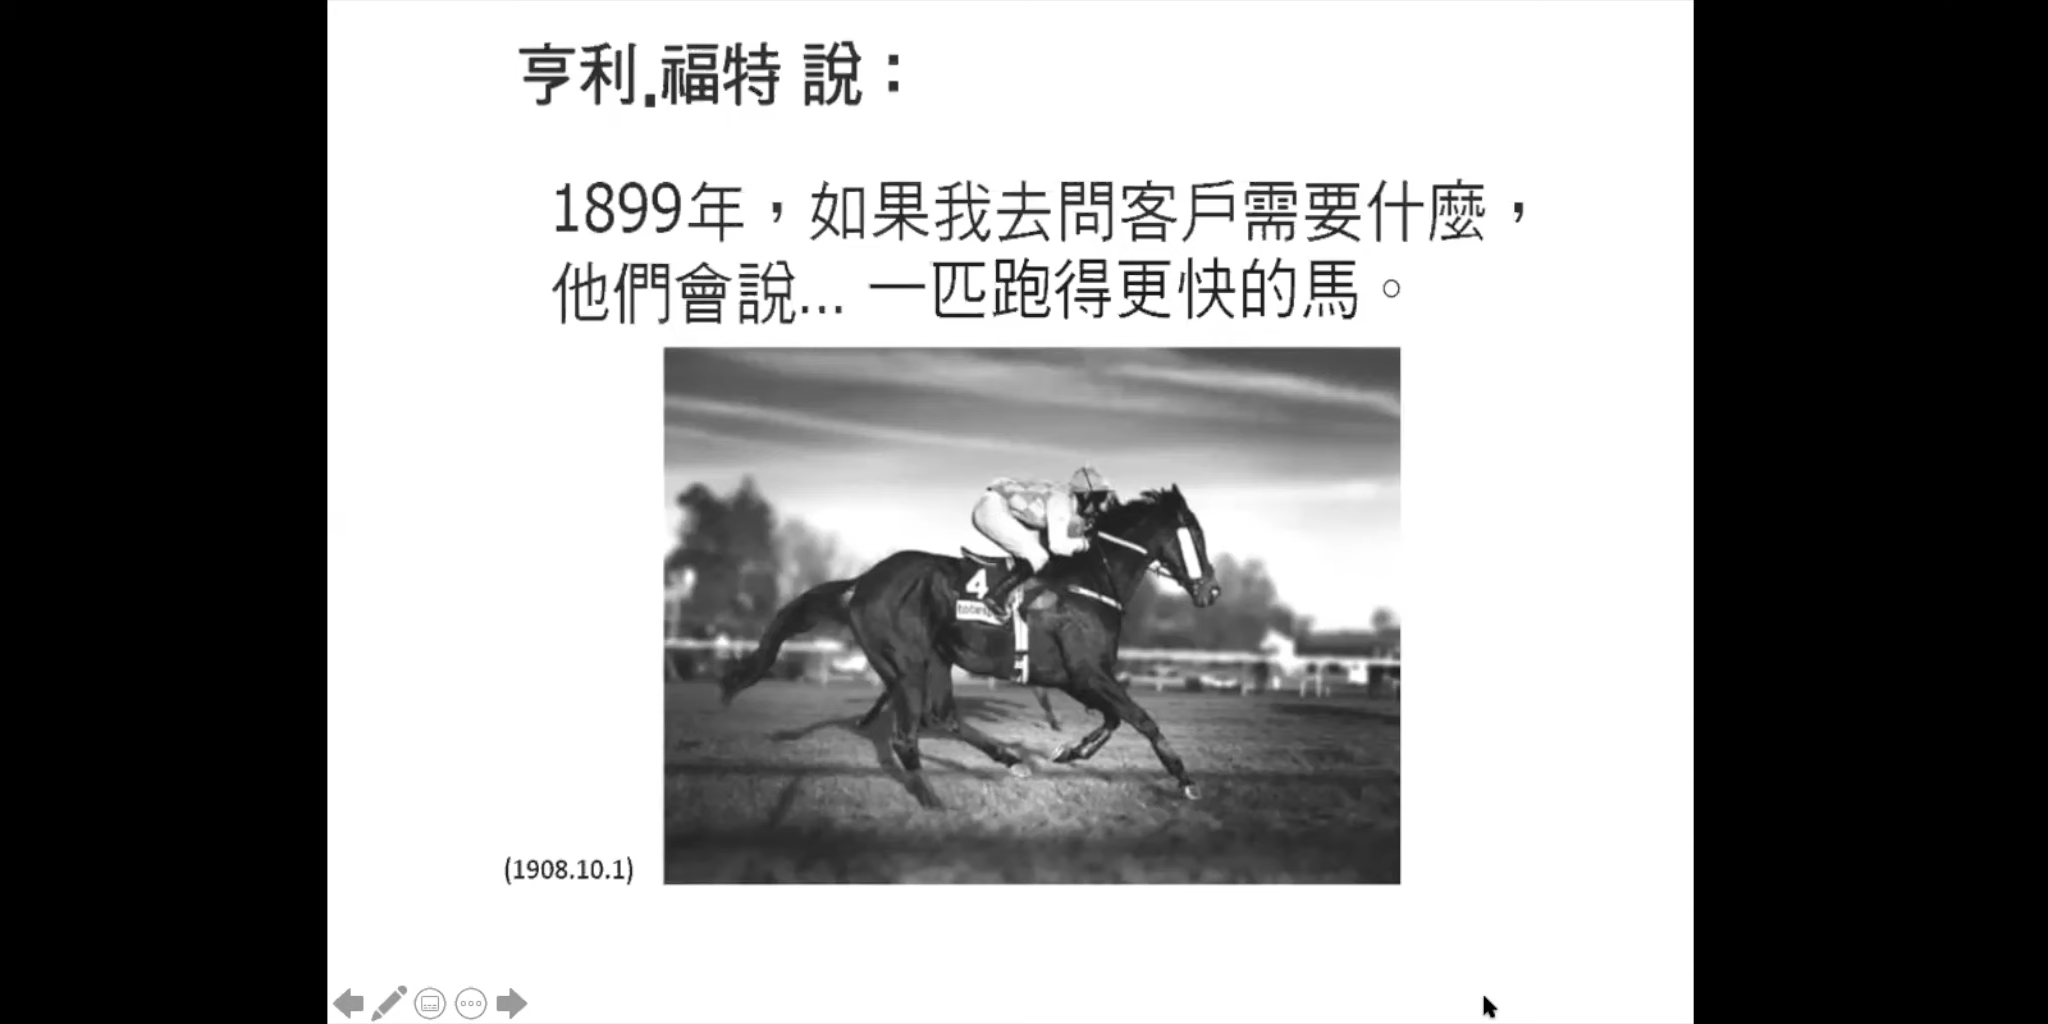 亨利.福特 說：
1899年，如果我去問客戶需要什麼，
他們會說... 一匹跑得更快的馬。
4
(1908.10.1)